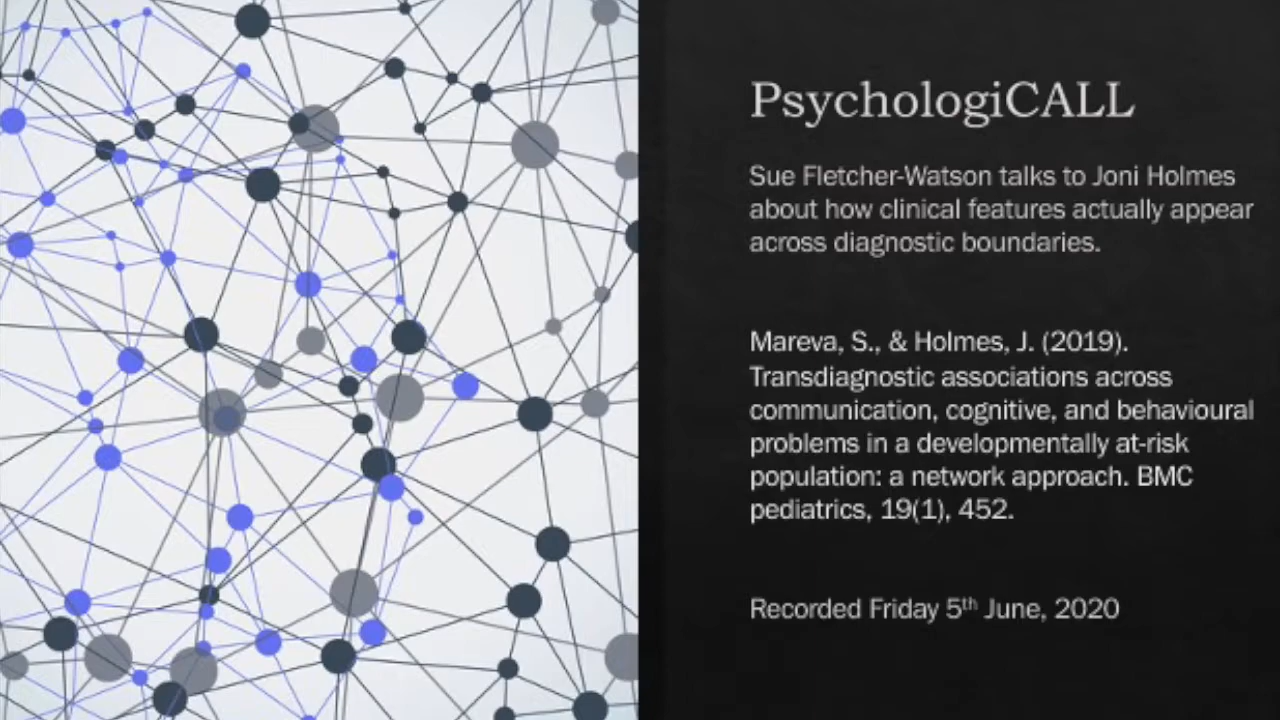 PsychologiCALL
Sue Fletcher-Watson talks to Joni Holmes
about how clinical features actually appear
across diagnostic boundaries.
Mareva, S., & Holmes, J. (2019).
Transdiagnostic associations across
communication, cognitive, and behavioural
problems in a developmentally at-risk
population: a network approach. BMC
pediatrics, 19(1), 452.
Recorded Friday 5th June, 2020